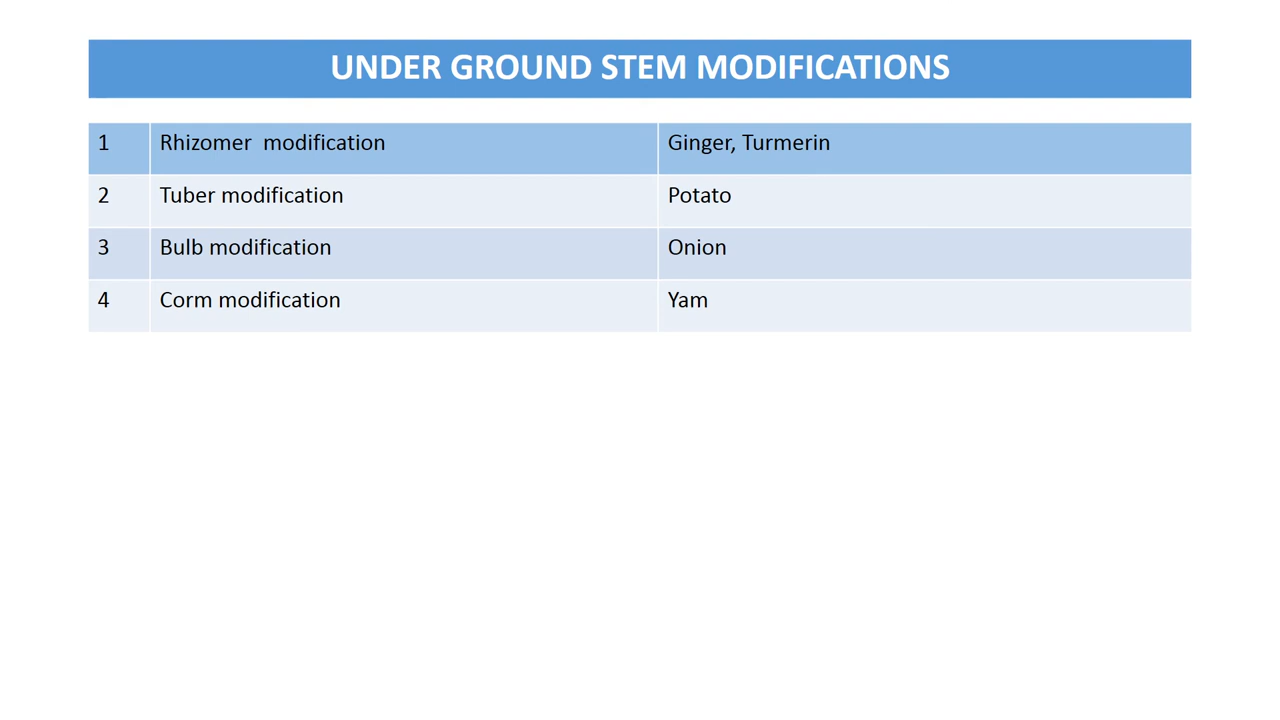 UNDER GROUND STEM MODIFICATIONS
1 Rhizomer  modification Ginger, Turmerin
2 Tuber modification Potato
3 Bulb modification Onion
4 Corm modification Yam